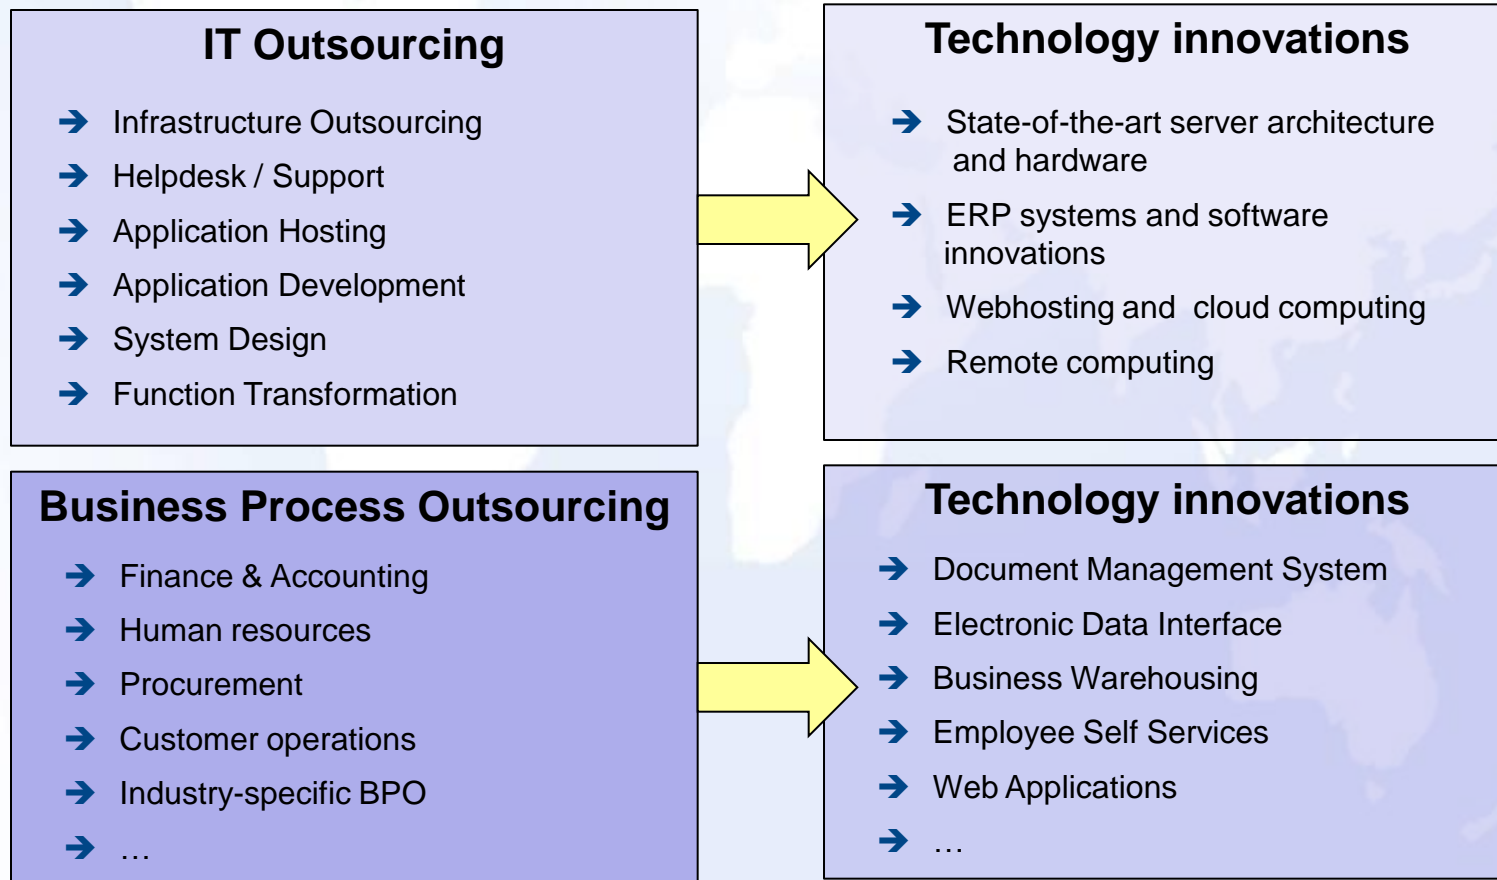 IT Outsourcing
Infrastructure Outsourcing
Helpdesk / Support
Application Hosting
Application Development
System Design
Function Transformation
Technology innovations
State-of-the-art server architecture
and hardware
ERP systems and software
innovations
Webhosting and cloud computing
Remote computing
Business Process Outsourcing
Finance & Accounting
Human resources
Procurement
Customer operations
Industry-specific BPO
…
Technology innovations
Document Management System
Electronic Data Interface
Business Warehousing
Employee Self Services
Web Applications
…